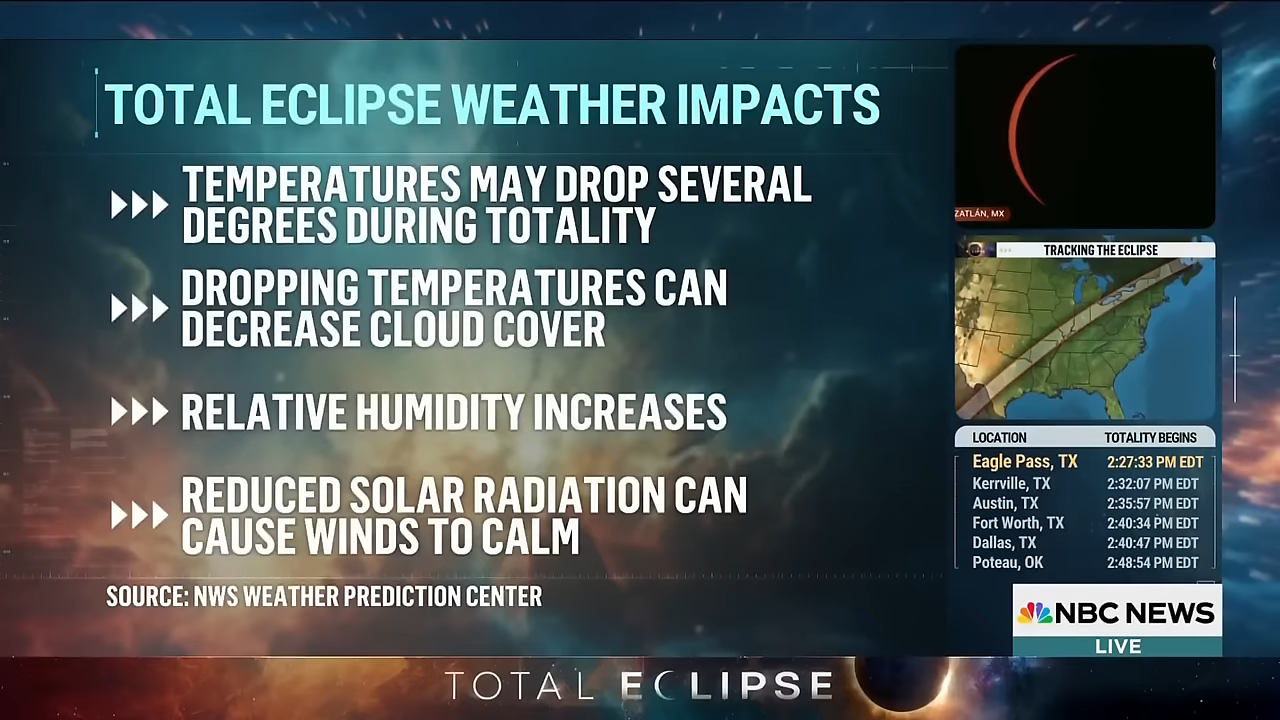 TOTAL ECLIPSE WEATHER IMPACTS
TEMPERATURES MAY DROP SEVERAL
DEGREES DURING TOTALITY
DROPPING TEMPERATURES CAN
DECREASE CLOUD COVER
RELATIVE HUMIDITY INCREASES
REDUCED SOLAR RADIATION CAN
CAUSE WINDS TO CALM
SOURCE: NWS WEATHER PREDICTION CENTER
ZATLÁN, MX
TRACKING THE ECLIPSE
LOCATION TOTALITY BEGINS
Eagle Pass, TX 2:27:33 PM EDT
Kerrville, TX 2:32:07 PM EDT
Austin, TX 2:35:57 PM EDT
Fort Worth, TX 2:40:34 PM EDT
Dallas, TX 2:40:47 PM EDT
Poteau, OK 2:48:54 PM EDT
NBC NEWS
LIVE
TOTAL ECLIPSE